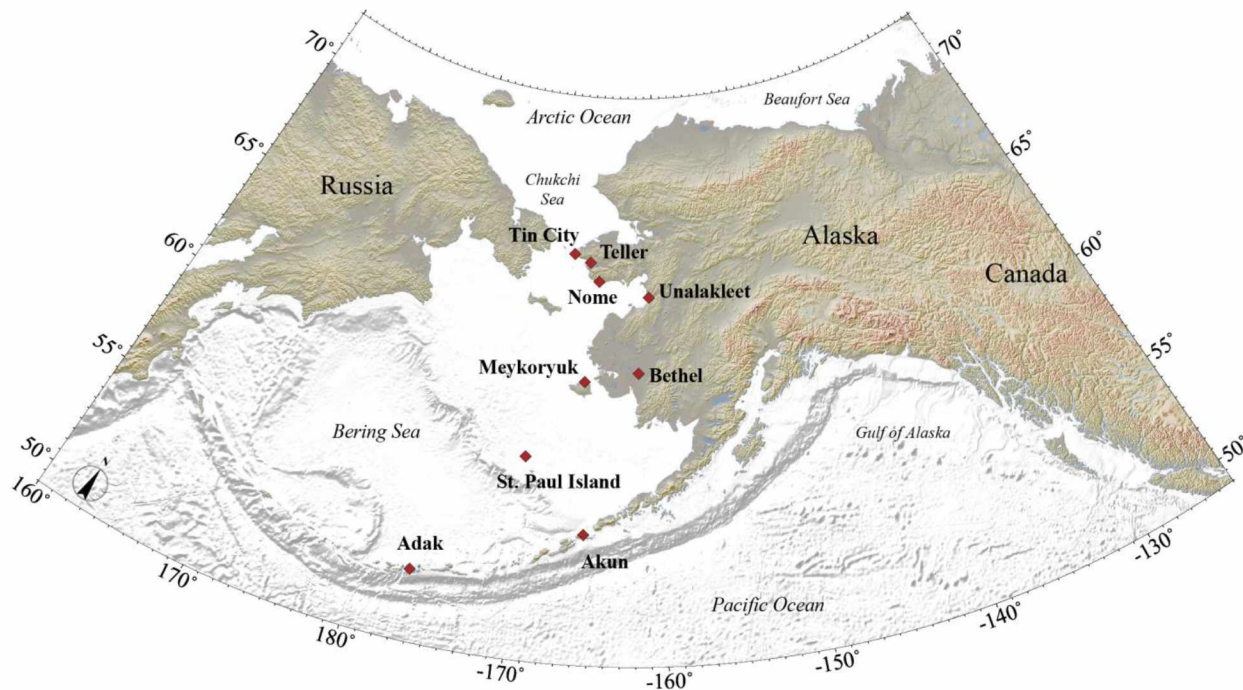 70°
70°
Beaufort Sea
Arctic Ocean
65°
65°
Russia
Chukchi
Sea
60°
Tin City
Teller
Alaska
60°
Canada
Nome
Unalakleet
55°
55°
Meykoryuk
Bethel
Bering Sea
Gulf of Alaska
50°
50°
z
160°
St. Paul Island
Adak
Akun
-130°
170°
Pacific Ocean
-140°
180°
-150°
-170°
-160°